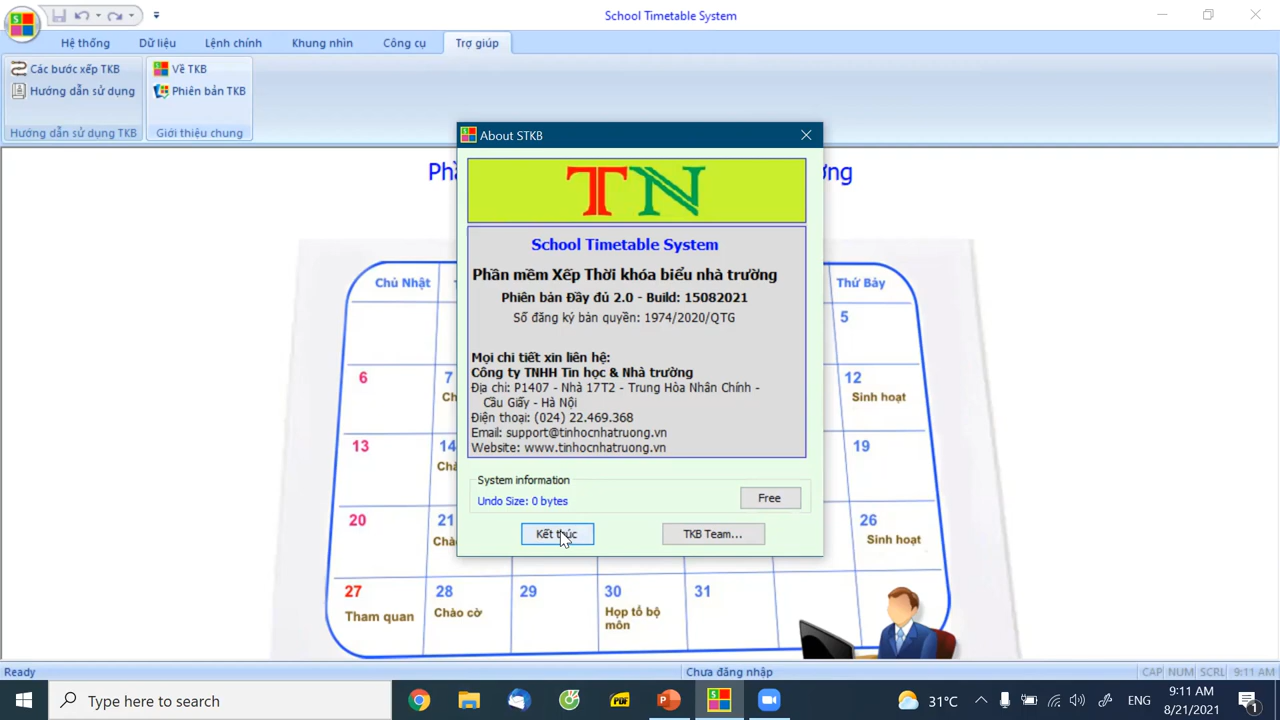 School Timetable System
Hệ thống
Dữ liệu
Lệnh chính
Khung nhìn
Công cụ
Trợ giúp
Các bước xếp TKB
Hướng dẫn sử dụng
Hướng dẫn sử dụng TKB
Về TKB
Phiên bản TKB
Giới thiệu chung
About STKB
TN
School Timetable System
Phần mềm Xếp Thời khóa biểu nhà trường
Phiên bản Đầy đủ 2.0 - Build: 15082021
Số đăng ký bản quyền: 1974/2020/QTG
Mọi chi tiết xin liên hệ:
Công ty TNHH Tin học & Nhà trường
Địa chỉ: P1407 - Nhà 17T2 - Trung Hòa Nhân Chính -
Cầu Giấy - Hà Nội
Điện thoại: (024) 22.469.368
Email: support@tinhocnhatruong.vn
Website: www.tinhocnhatruong.vn
System information
Undo Size: 0 bytes
Free
Kết thúc
TKB Team...
Chủ Nhật
Thứ Bảy
5
6
7
12
Sinh hoạt
13
14
19
20
21
26
Sinh hoạt
27
28
29
30
31
Tham quan
Chào cờ
Họp tổ bộ
môn
Ready
Chưa đăng nhập
CAP NUM SCRL 9:11 AM
Type here to search
PDF
31°C
ENG
9:11 AM
8/21/2021
1